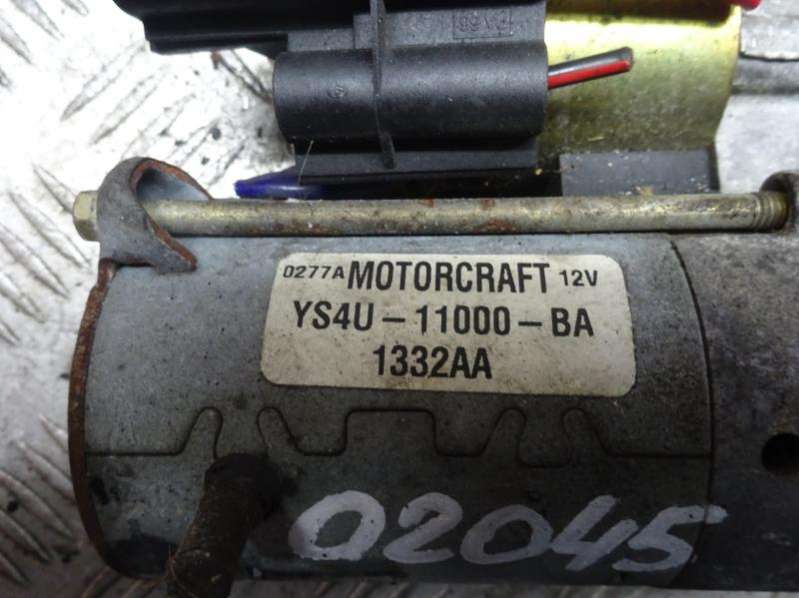 0277A MOTORCRAFT 12V
YS4U-11000-BA
1332AA
02045